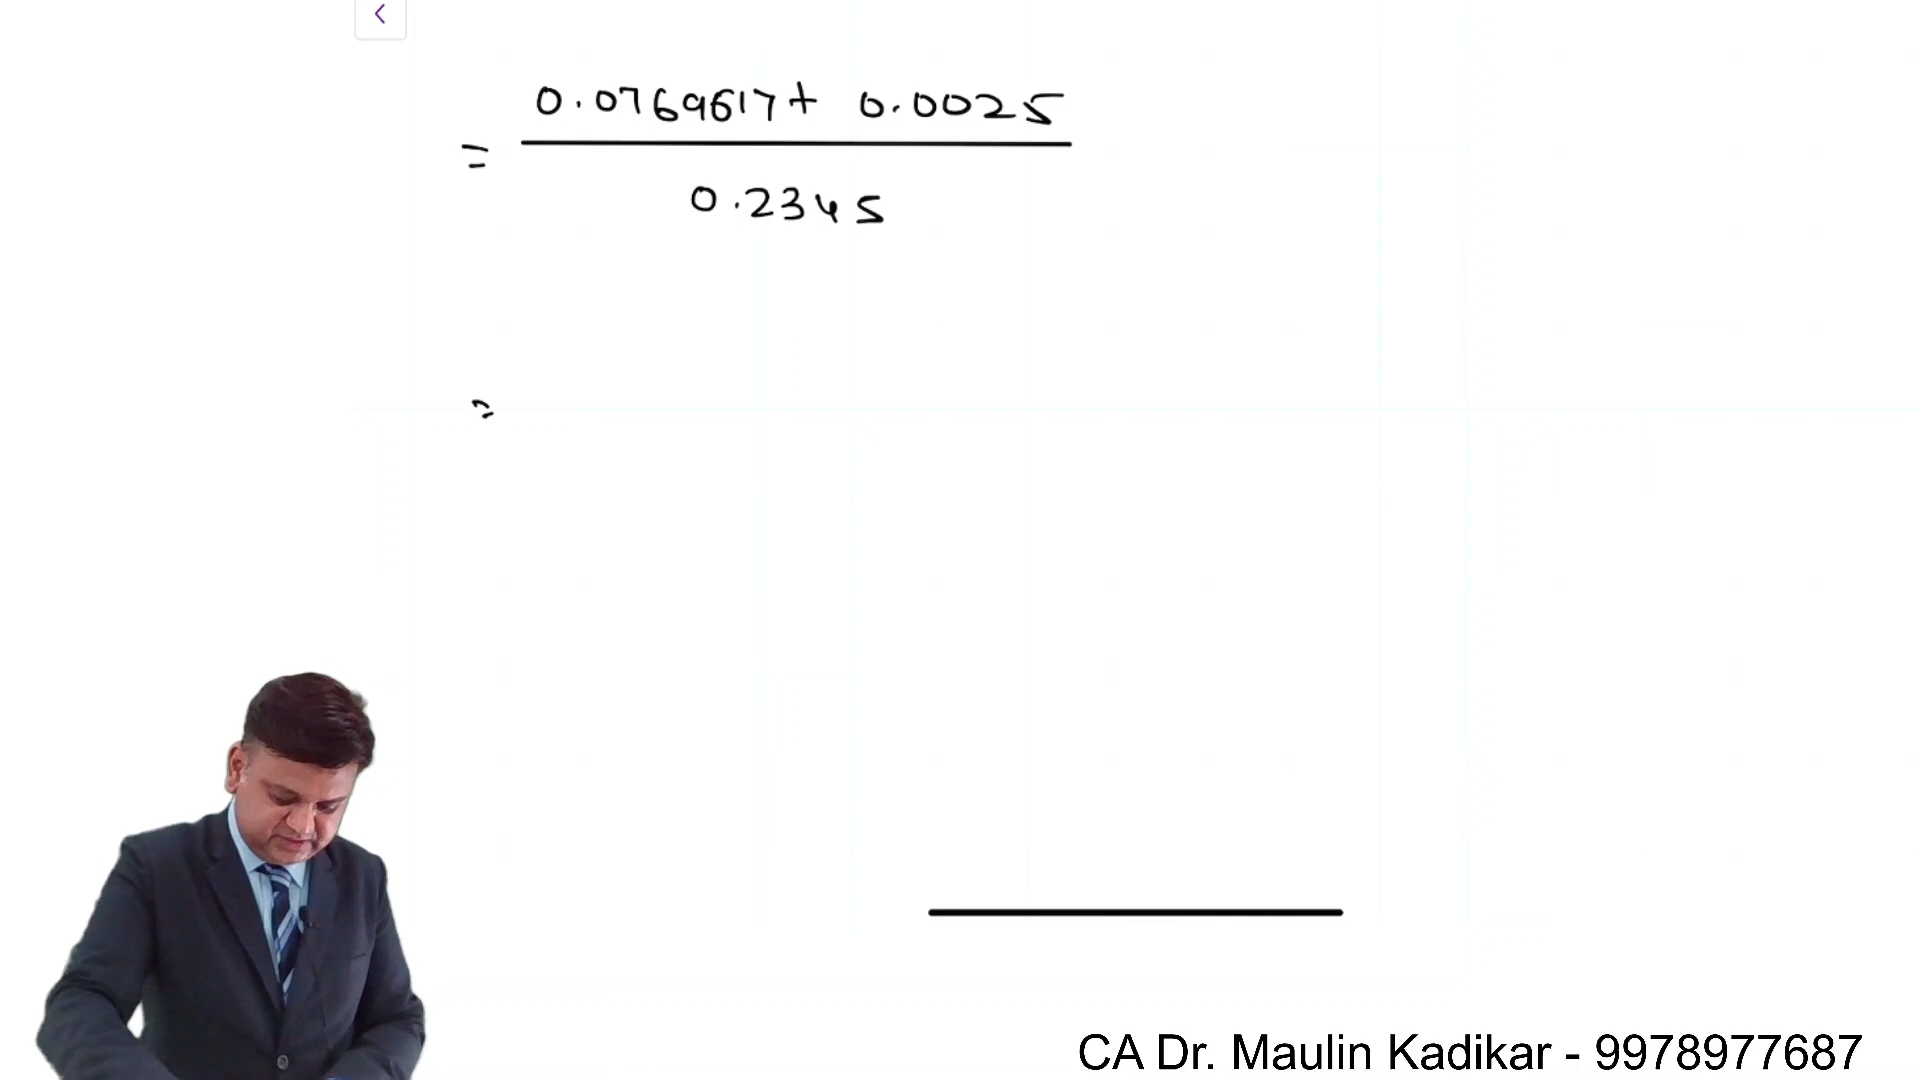 0.0769617 + 0.0025
=
0.2345
=
CA Dr. Maulin Kadikar - 9978977687